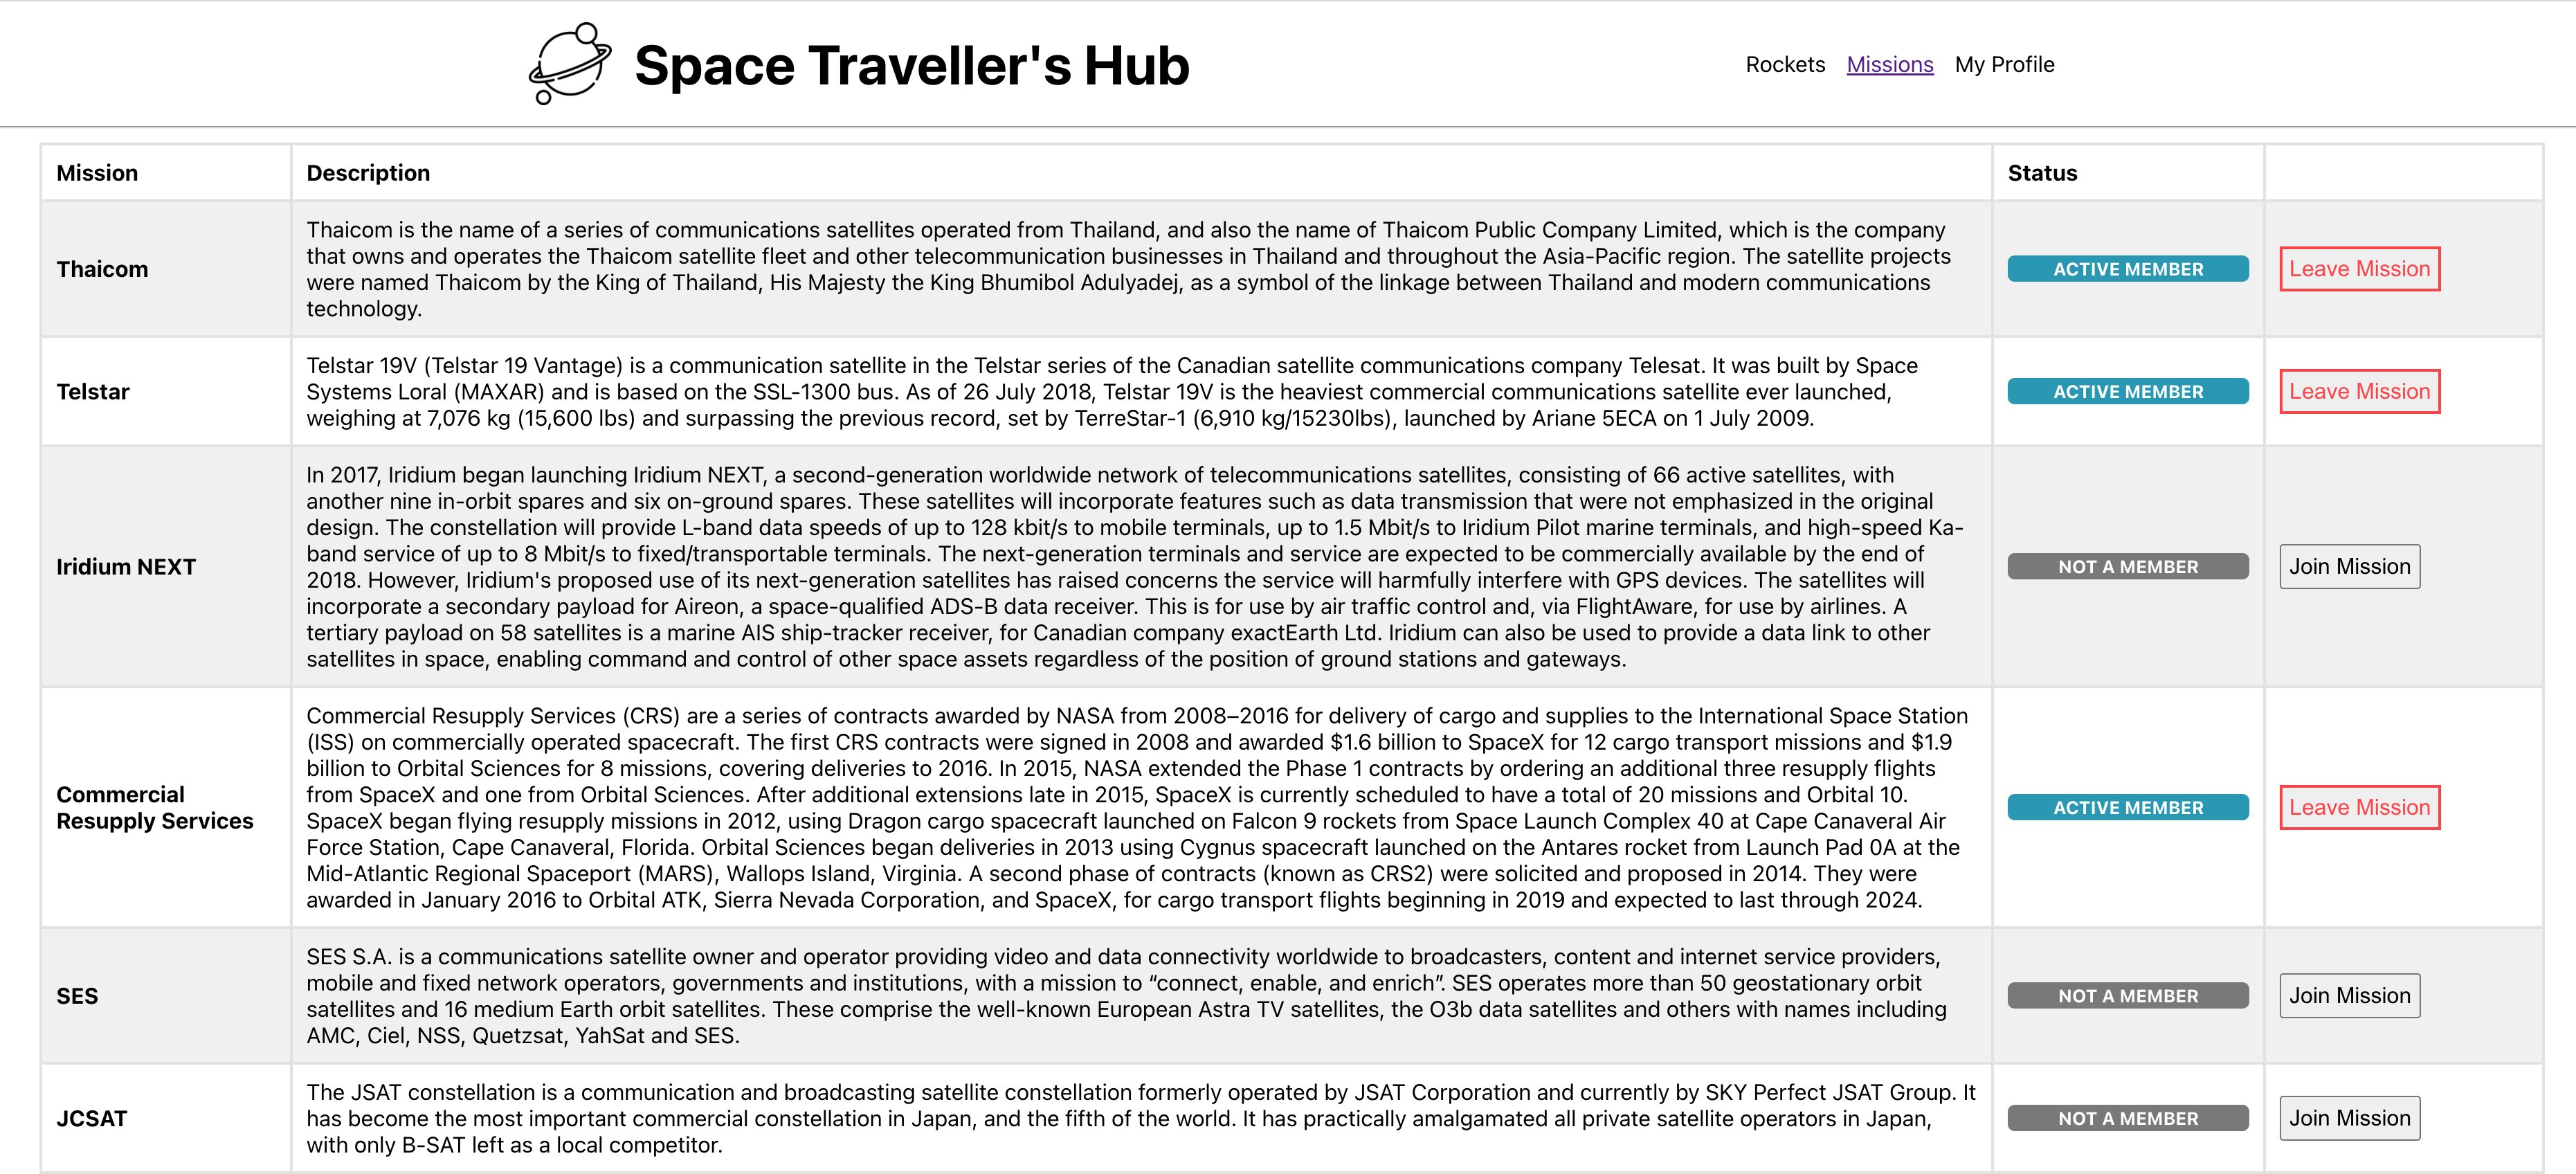 Space Traveller's Hub
Rockets Missions My Profile
Mission Description Status
Thaicom
Thaicom is the name of a series of communications satellites operated from Thailand, and also the name of Thaicom Public Company Limited, which is the company
that owns and operates the Thaicom satellite fleet and other telecommunication businesses in Thailand and throughout the Asia-Pacific region. The satellite projects
were named Thaicom by the King of Thailand, His Majesty the King Bhumibol Adulyadej, as a symbol of the linkage between Thailand and modern communications
technology.
ACTIVE MEMBER
Leave Mission
Telstar
Telstar 19V (Telstar 19 Vantage) is a communication satellite in the Telstar series of the Canadian satellite communications company Telesat. It was built by Space
Systems Loral (MAXAR) and is based on the SSL-1300 bus. As of 26 July 2018, Telstar 19V is the heaviest commercial communications satellite ever launched,
weighing at 7,076 kg (15,600 lbs) and surpassing the previous record, set by TerreStar-1 (6,910 kg/15230lbs), launched by Ariane 5ECA on 1 July 2009.
ACTIVE MEMBER
Leave Mission
Iridium NEXT
In 2017, Iridium began launching Iridium NEXT, a second-generation worldwide network of telecommunications satellites, consisting of 66 active satellites, with
another nine in-orbit spares and six on-ground spares. These satellites will incorporate features such as data transmission that were not emphasized in the original
design. The constellation will provide L-band data speeds of up to 128 kbit/s to mobile terminals, up to 1.5 Mbit/s to Iridium Pilot marine terminals, and high-speed Ka-
band service of up to 8 Mbit/s to fixed/transportable terminals. The next-generation terminals and service are expected to be commercially available by the end of
2018. However, Iridium's proposed use of its next-generation satellites has raised concerns the service will harmfully interfere with GPS devices. The satellites will
incorporate a secondary payload for Aireon, a space-qualified ADS-B data receiver. This is for use by air traffic control and, via FlightAware, for use by airlines. A
tertiary payload on 58 satellites is a marine AIS ship-tracker receiver, for Canadian company exactEarth Ltd. Iridium can also be used to provide a data link to other
satellites in space, enabling command and control of other space assets regardless of the position of ground stations and gateways.
NOT A MEMBER
Join Mission
Commercial
Resupply Services
Commercial Resupply Services (CRS) are a series of contracts awarded by NASA from 2008–2016 for delivery of cargo and supplies to the International Space Station
(ISS) on commercially operated spacecraft. The first CRS contracts were signed in 2008 and awarded $1.6 billion to SpaceX for 12 cargo transport missions and $1.9
billion to Orbital Sciences for 8 missions, covering deliveries to 2016. In 2015, NASA extended the Phase 1 contracts by ordering an additional three resupply flights
from SpaceX and one from Orbital Sciences. After additional extensions late in 2015, SpaceX is currently scheduled to have a total of 20 missions and Orbital 10.
SpaceX began flying resupply missions in 2012, using Dragon cargo spacecraft launched on Falcon 9 rockets from Space Launch Complex 40 at Cape Canaveral Air
Force Station, Cape Canaveral, Florida. Orbital Sciences began deliveries in 2013 using Cygnus spacecraft launched on the Antares rocket from Launch Pad 0A at the
Mid-Atlantic Regional Spaceport (MARS), Wallops Island, Virginia. A second phase of contracts (known as CRS2) were solicited and proposed in 2014. They were
awarded in January 2016 to Orbital ATK, Sierra Nevada Corporation, and SpaceX, for cargo transport flights beginning in 2019 and expected to last through 2024.
ACTIVE MEMBER
Leave Mission
SES
SES S.A. is a communications satellite owner and operator providing video and data connectivity worldwide to broadcasters, content and internet service providers,
mobile and fixed network operators, governments and institutions, with a mission to “connect, enable, and enrich”. SES operates more than 50 geostationary orbit
satellites and 16 medium Earth orbit satellites. These comprise the well-known European Astra TV satellites, the O3b data satellites and others with names including
AMC, Ciel, NSS, Quetzsat, YahSat and SES.
NOT A MEMBER
Join Mission
JCSAT
The JSAT constellation is a communication and broadcasting satellite constellation formerly operated by JSAT Corporation and currently by SKY Perfect JSAT Group. It
has become the most important commercial constellation in Japan, and the fifth of the world. It has practically amalgamated all private satellite operators in Japan,
with only B-SAT left as a local competitor.
NOT A MEMBER
Join Mission